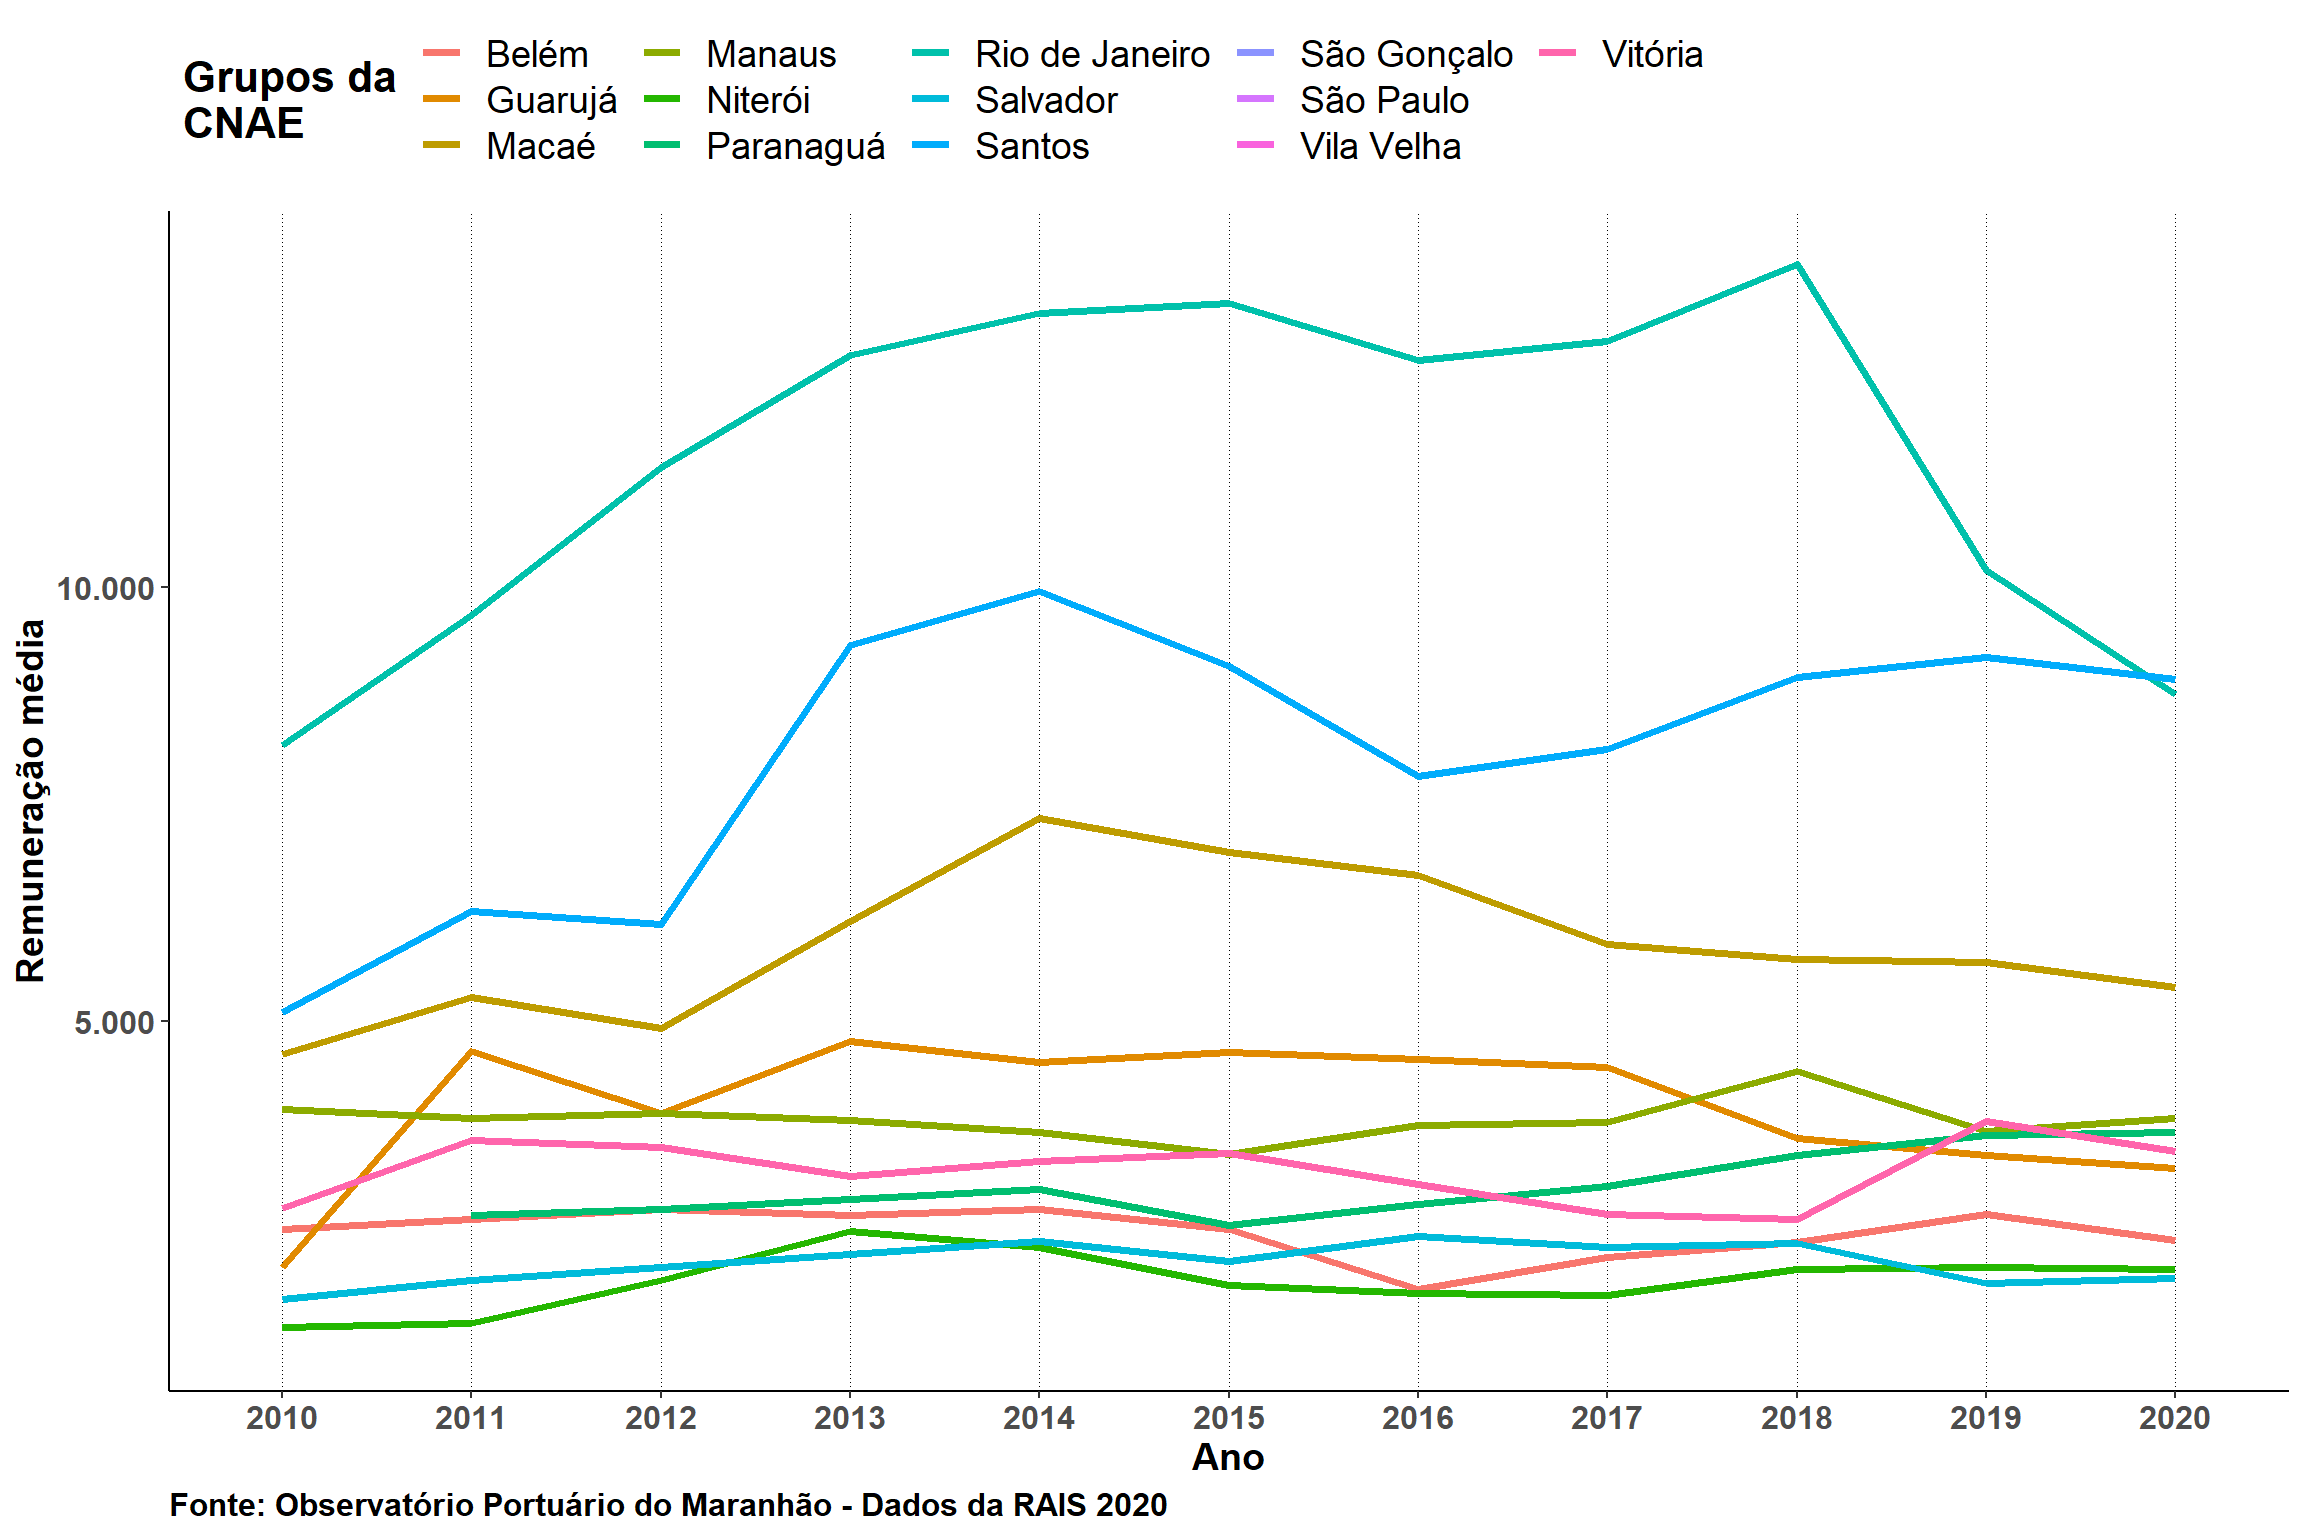 Grupos da
CNAE
Belém
Guarujá
Macaé
Manaus
Niterói
Paranaguá
Rio de Janeiro
Salvador
Santos
São Gonçalo
São Paulo
Vila Velha
Vitória
Remuneração média
10.000
5.000
2010 2011 2012 2013 2014 2015 2016 2017 2018 2019 2020
Ano
Fonte: Observatório Portuário do Maranhão - Dados da RAIS 2020